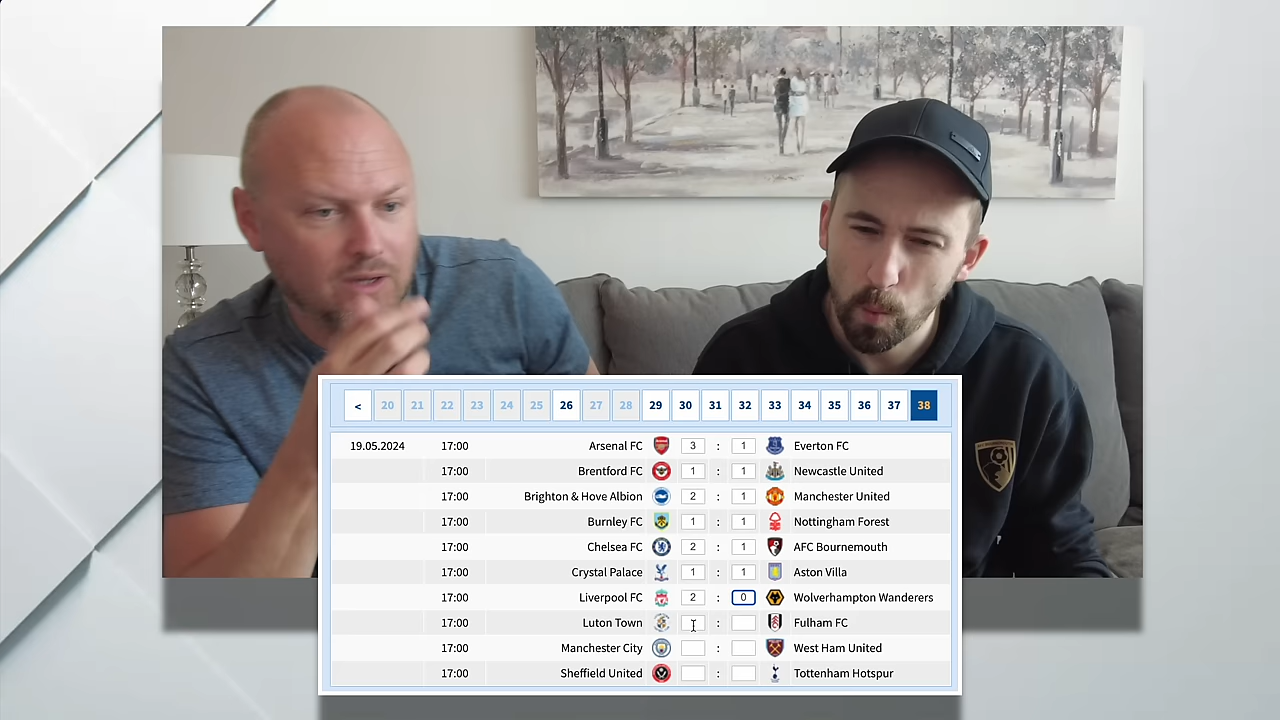 < 20 21 22 23 24 25 26 27 28 29 30 31 32 33 34 35 36 37 38
19.05.2024 17:00 Arsenal FC 3 : 1 Everton FC
17:00 Brentford FC 1 : 1 Newcastle United
17:00 Brighton & Hove Albion 2 : 1 Manchester United
17:00 Burnley FC 1 : 1 Nottingham Forest
17:00 Chelsea FC 2 : 1 AFC Bournemouth
17:00 Crystal Palace 1 : 1 Aston Villa
17:00 Liverpool FC 2 : 0 Wolverhampton Wanderers
17:00 Luton Town : Fulham FC
17:00 Manchester City : West Ham United
17:00 Sheffield United : Tottenham Hotspur